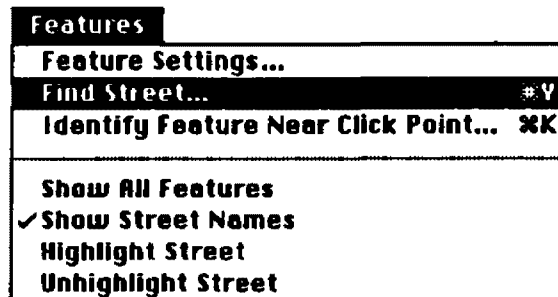 Features
Feature Settings...
Find Street... ⌘Y
Identify Feature Near Click Point... ⌘K
Show All Features
✓Show Street Names
Highlight Street
Unhighlight Street